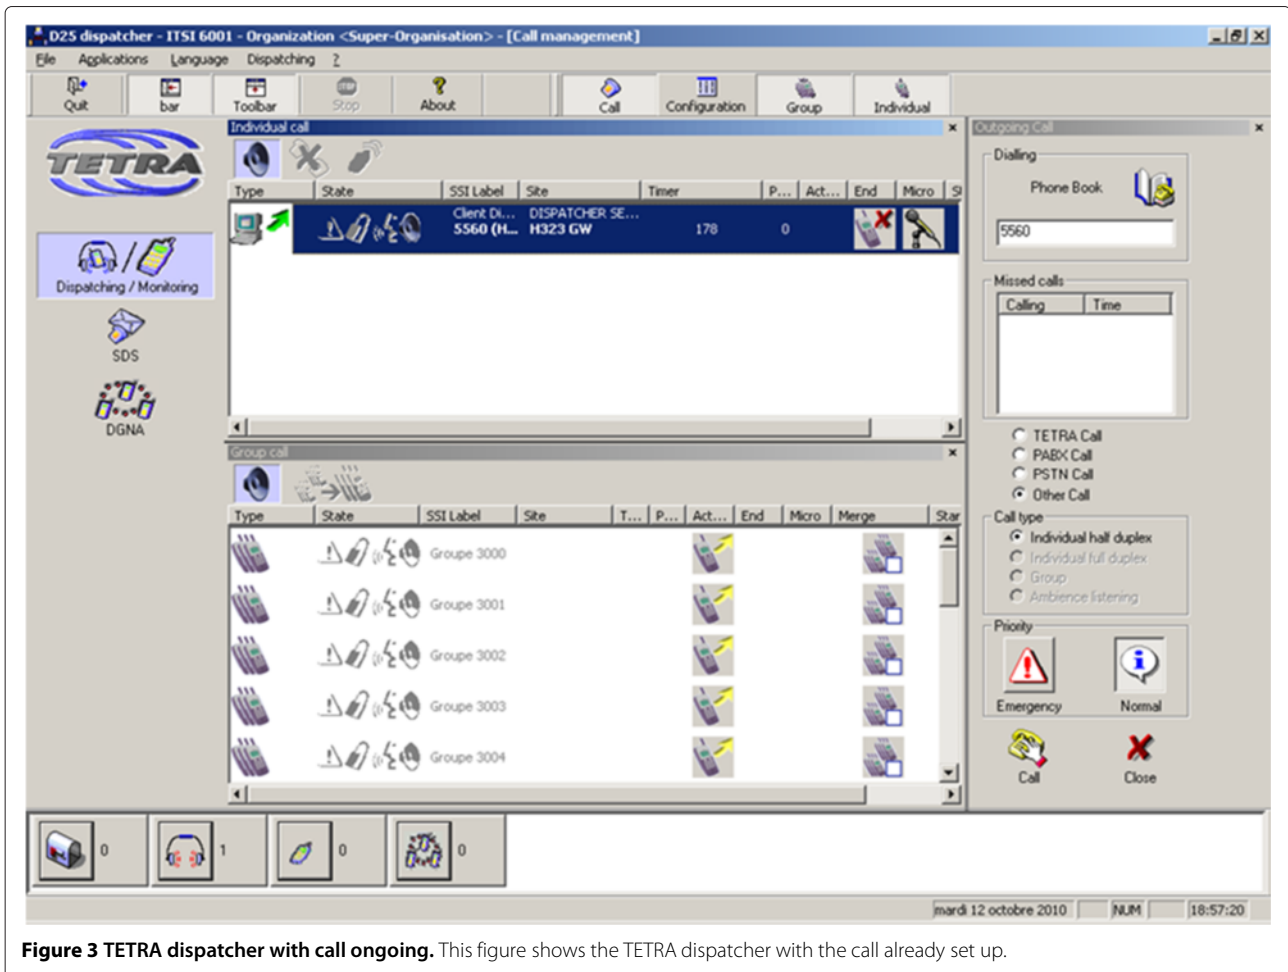 D25 dispatcher - ITSI 6001 - Organization <Super-Organisation> - [Call management]
File Applications Language Dispatching ?
Quit bar Toolbar Stop About Call Configuration Group Individual
TETRA
Dispatching / Monitoring
SDS
DGNA
Individual call
Type State SSI Label Site Timer P... Act... End Micro
Client Di... DISPATCHER SE...
5560 (H... H323 GW 178 0
Group call
Type State SSI Label Site T... P... Act... End Micro Merge Star
Groupe 3000
Groupe 3001
Groupe 3002
Groupe 3003
Groupe 3004
Outgoing Call
Dialling
Phone Book
5560
Missed calls
Calling Time
TETRA Call
PABX Call
PSTN Call
Other Call
Call type
Individual half duplex
Individual full duplex
Group
Ambience listening
Priority
Emergency Normal
Call Close
0 1 0 0
mardi 12 octobre 2010 NUM 18:57:20
Figure 3 TETRA dispatcher with call ongoing. This figure shows the TETRA dispatcher with the call already set up.